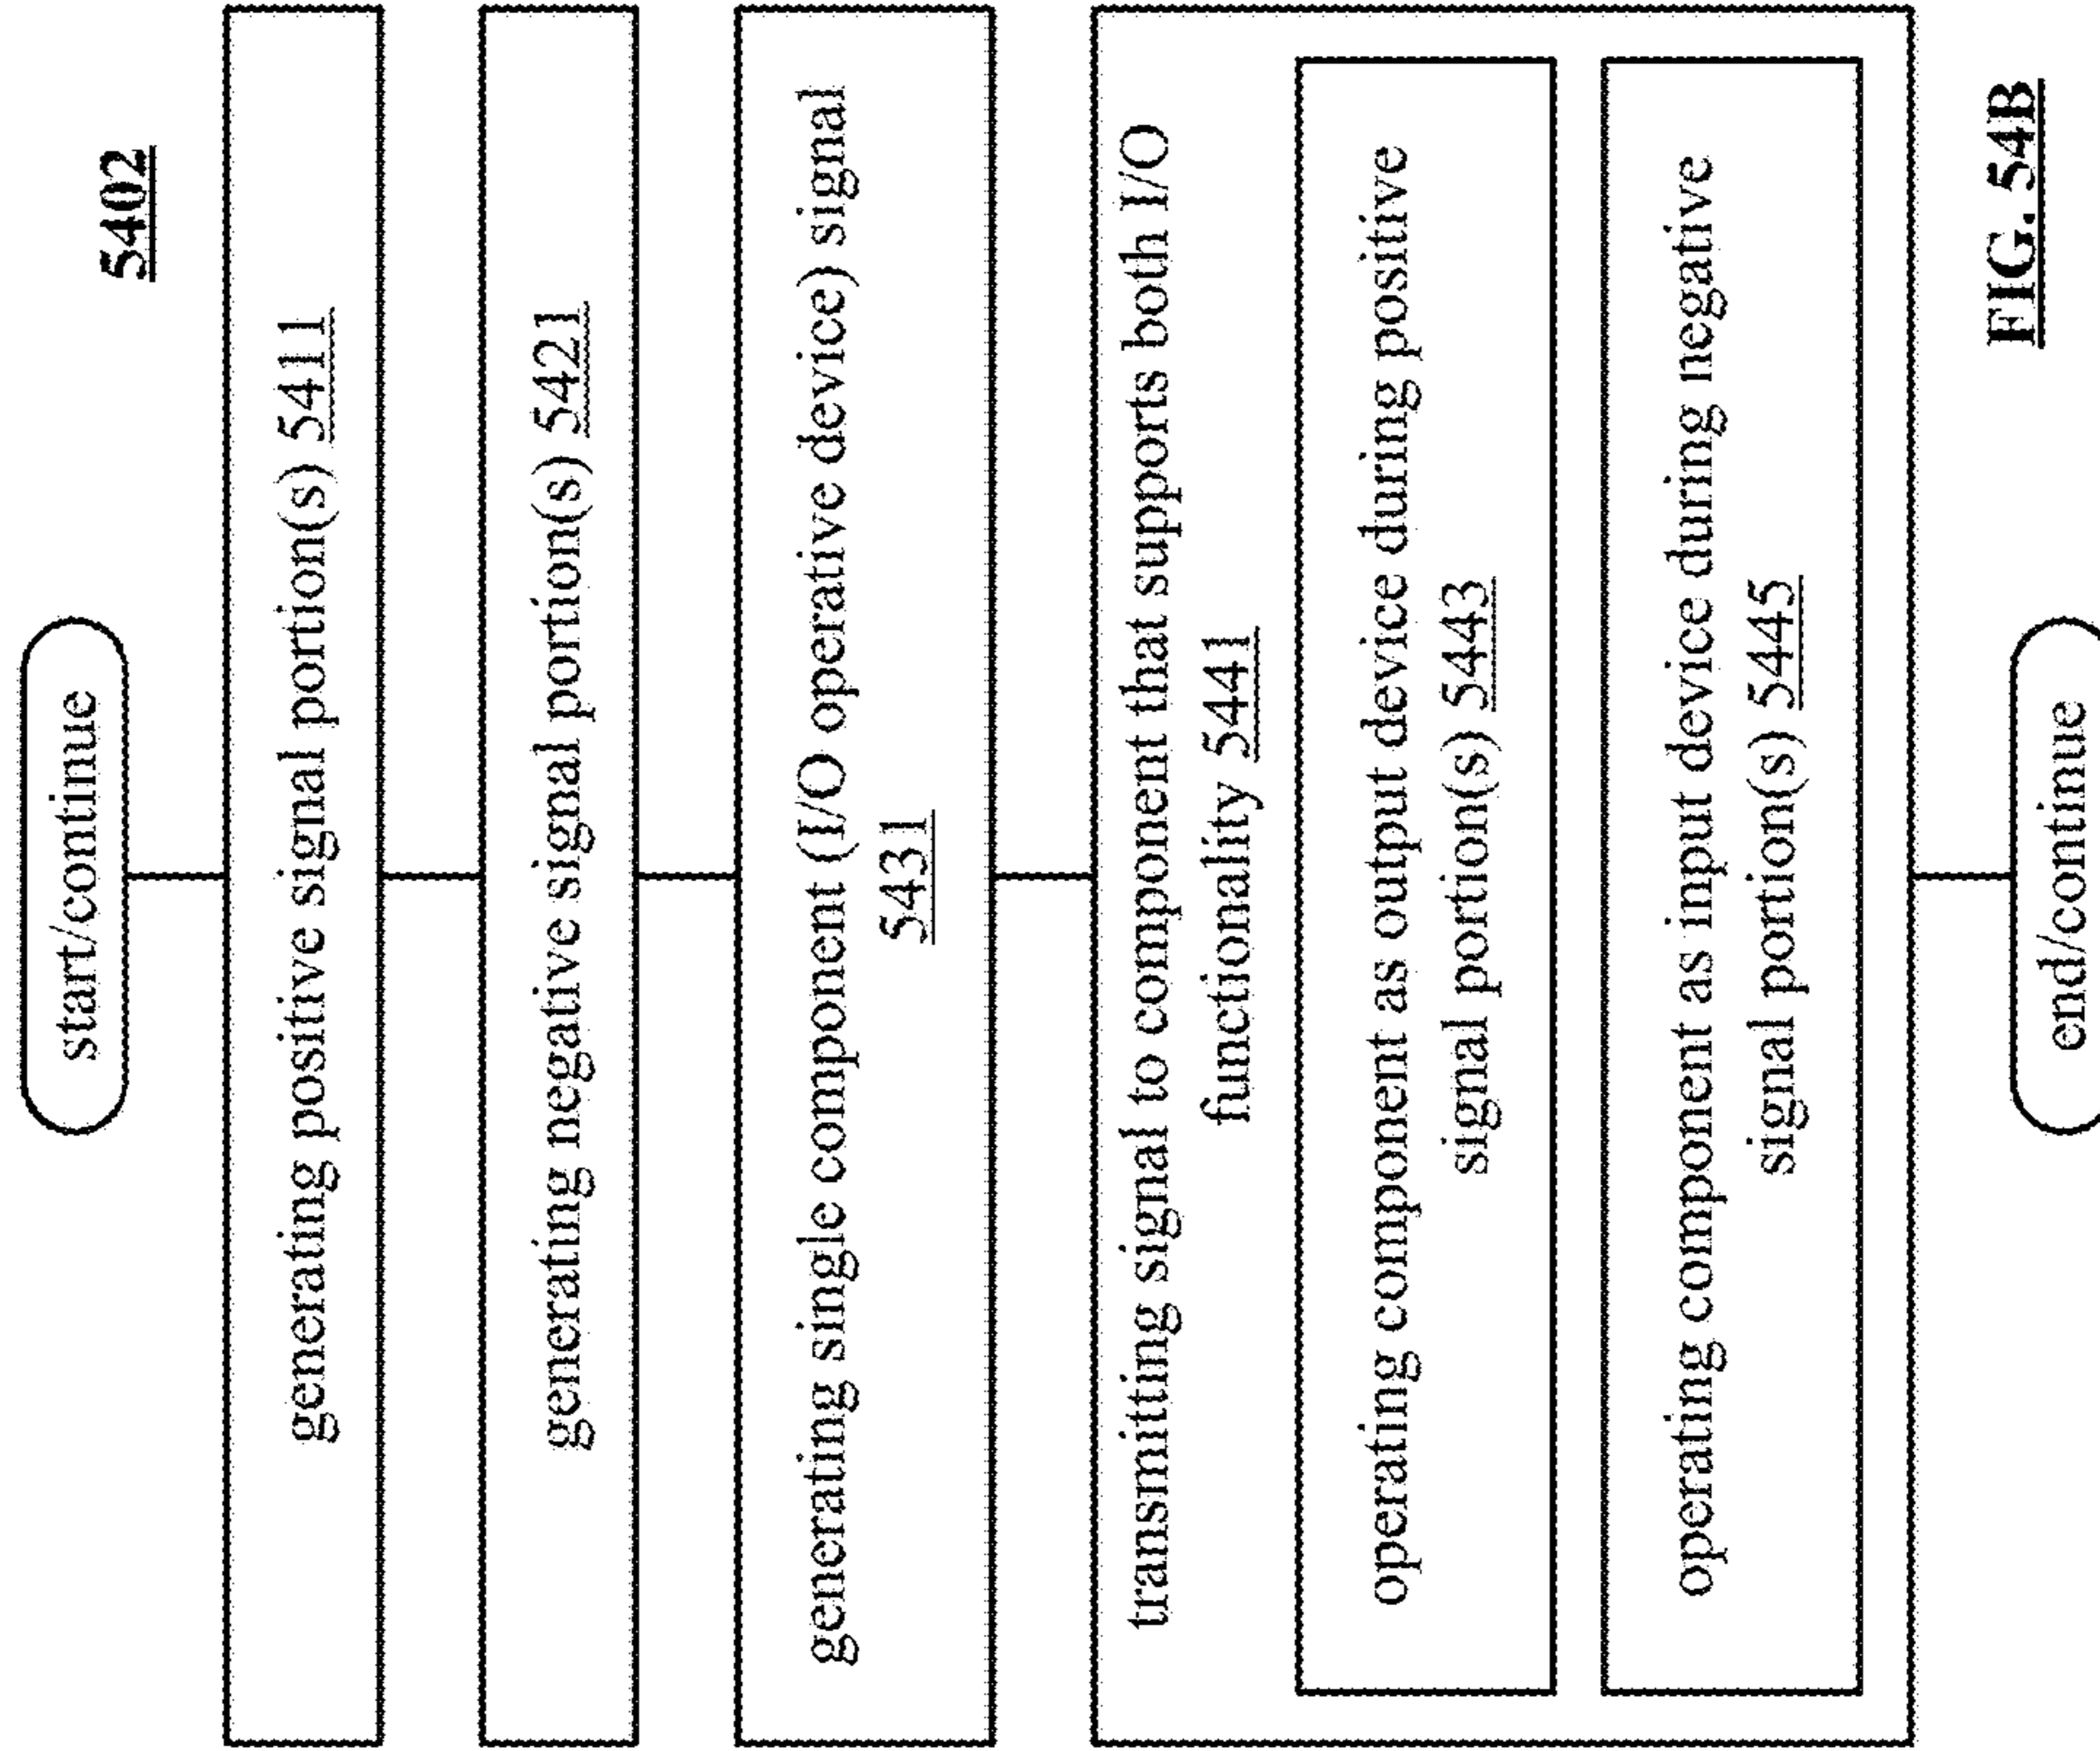 5402
start/continue
generating positive signal portion(s) 5411
generating negative signal portion(s) 5421
generating single component (I/O operative device) signal
5431
transmitting signal to component that supports both I/O
functionality 5441
operating component as output device during positive
signal portion(s) 5443
operating component as input device during negative
signal portion(s) 5445
end/continue
FIG. 54B